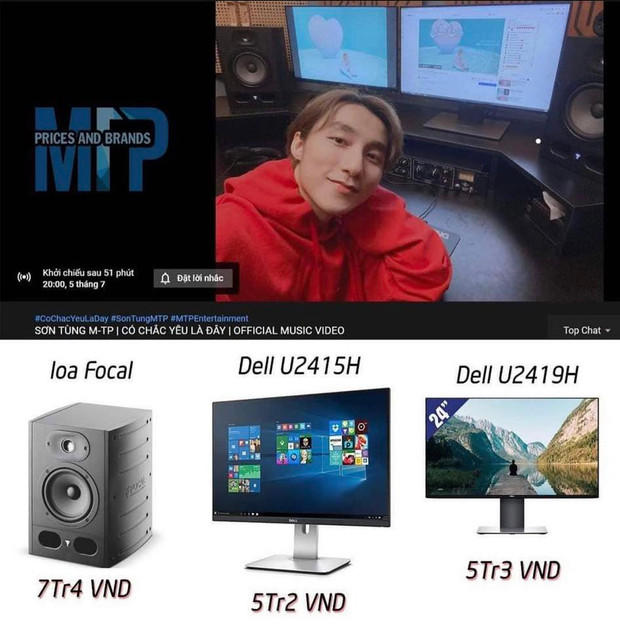 MTP
PRICES AND BRANDS
Khởi chiếu sau 51 phút
20:00, 5 tháng 7
Đặt lời nhắc
#CoChacYeuLaDay #SonTungMTP #MTPEntertainment
SƠN TÙNG M-TP | CÓ CHẮC YÊU LÀ ĐÂY | OFFICIAL MUSIC VIDEO
Top Chat
loa Focal
Dell U2415H
Dell U2419H
24"
DELL
7Tr4 VND
5Tr2 VND
5Tr3 VND